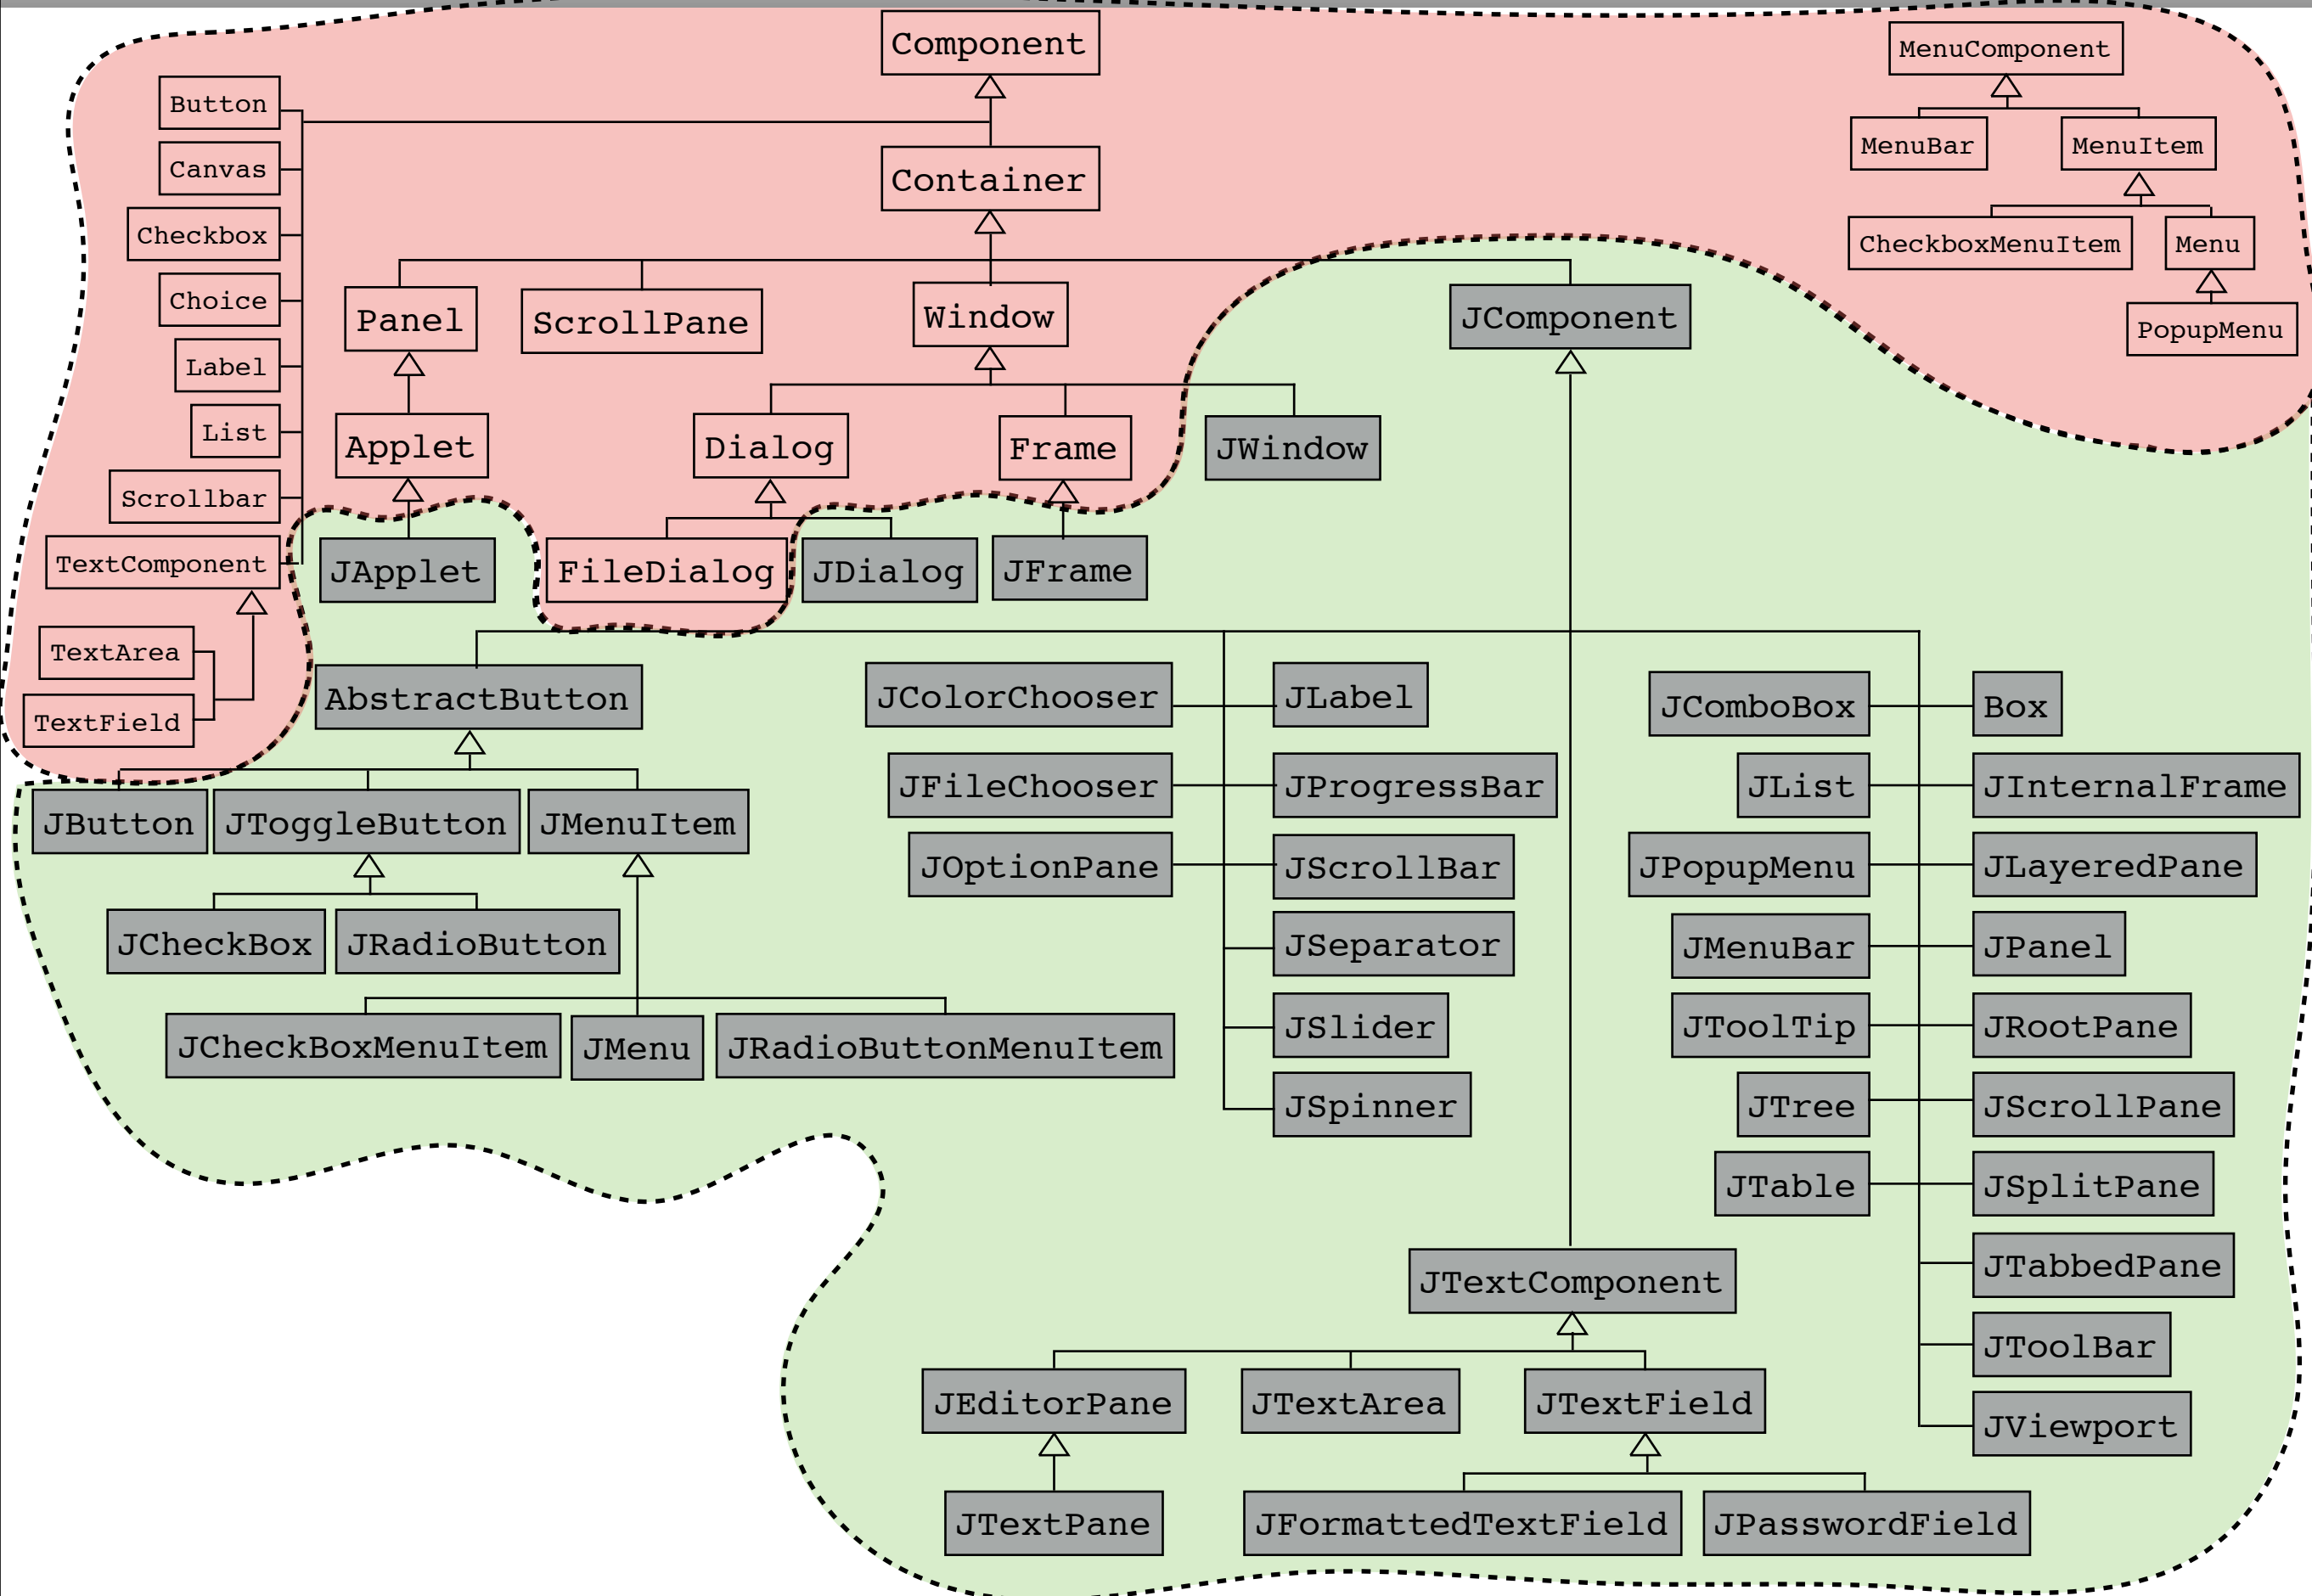 Component
MenuComponent
Button
MenuBar
MenuItem
Canvas
Container
Checkbox
CheckboxMenuItem
Menu
Choice
Panel
ScrollPane
Window
JComponent
PopupMenu
Label
List
Applet
Dialog
Frame
JWindow
Scrollbar
TextComponent
JApplet
FileDialog
JDialog
JFrame
TextArea
TextField
AbstractButton
JColorChooser
JLabel
JComboBox
Box
JFileChooser
JProgressBar
JList
JInternalFrame
JButton
JToggleButton
JMenuItem
JOptionPane
JScrollBar
JPopupMenu
JLayeredPane
JCheckBox
JRadioButton
JSeparator
JMenuBar
JPanel
JSlider
JToolTip
JRootPane
JCheckBoxMenuItem
JMenu
JRadioButtonMenuItem
JSpinner
JTree
JScrollPane
JTable
JSplitPane
JTextComponent
JTabbedPane
JToolBar
JEditorPane
JTextArea
JTextField
JViewport
JTextPane
JFormattedTextField
JPasswordField